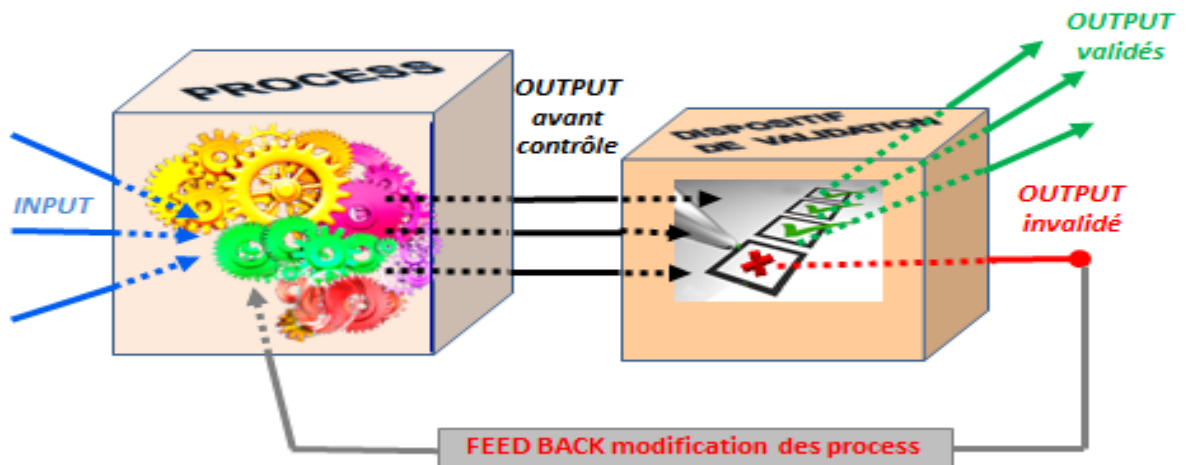 PROCESS
INPUT
OUTPUT
avant
contrôle
DISPOSITIF
DE VALIDATION
OUTPUT
validés
OUTPUT
invalidé
FEED BACK modification des process